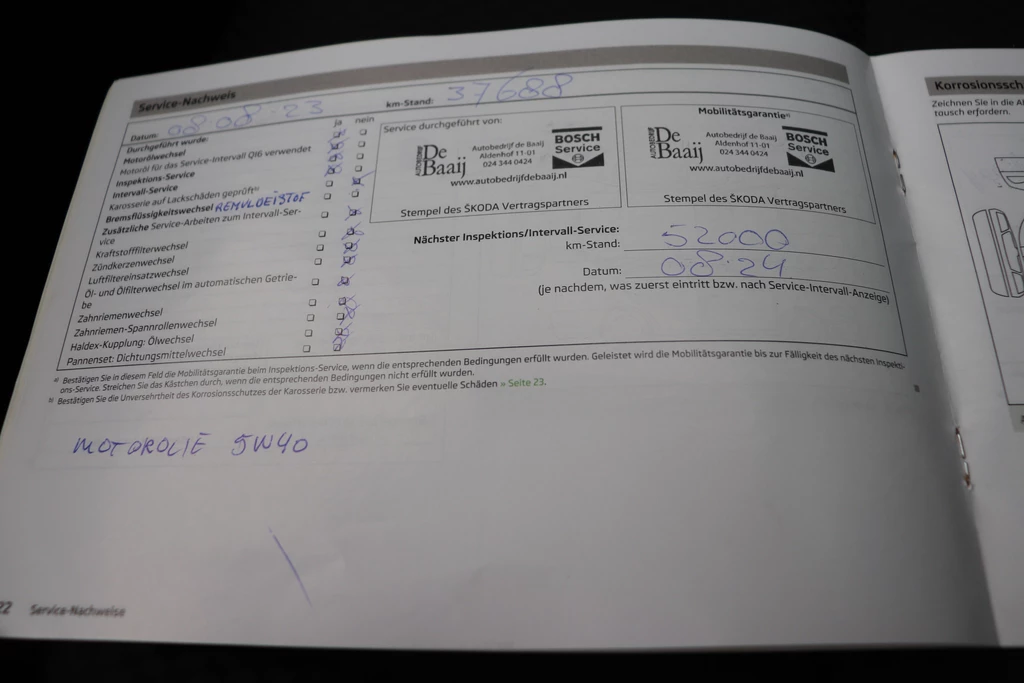 Service-Nachweis
Datum: 08 08 23
km-Stand: 37688
ja nein
Durchgeführt wurde:
Motorölwechsel
Motoröl für das Service-Intervall QI6 verwendet
Inspektions-Service
Intervall-Service
Karosserie auf Lackschäden geprüft b)
Bremsflüssigkeitswechsel REMVLOEISTOF
Zusätzliche Service-Arbeiten zum Intervall-Ser-
vice
Kraftstofffilterwechsel
Zündkerzenwechsel
Luftfiltereinsatzwechsel
Öl- und Ölfilterwechsel im automatischen Getrie-
be
Zahnriemenwechsel
Zahnriemen-Spannrollenwechsel
Haldex-Kupplung: Ölwechsel
Pannenset: Dichtungsmittelwechsel
Service durchgeführt von:
AUTOBEDRIJF
De
Baaij
Autobedrijf de Baaij
Aldenhof 11-01
024 344 0424
BOSCH
Service
www.autobedrijfdebaaij.nl
Stempel des ŠKODA Vertragspartners
Mobilitätsgarantie a)
AUTOBEDRIJF
De
Baaij
Autobedrijf de Baaij
Aldenhof 11-01
024 344 0424
BOSCH
Service
www.autobedrijfdebaaij.nl
Stempel des ŠKODA Vertragspartners
Nächster Inspektions/Intervall-Service:
km-Stand: 52000
Datum: 08-24
(je nachdem, was zuerst eintritt bzw. nach Service-Intervall-Anzeige)
a) Bestätigen Sie in diesem Feld die Mobilitätsgarantie beim Inspektions-Service, wenn die entsprechenden Bedingungen erfüllt wurden. Geleistet wird die Mobilitätsgarantie bis zur Fälligkeit des nächsten Inspekti-
ons-Service. Streichen Sie das Kästchen durch, wenn die entsprechenden Bedingungen nicht erfüllt wurden.
b) Bestätigen Sie die Unversehrtheit des Korrosionsschutzes der Karosserie bzw. vermerken Sie eventuelle Schäden » Seite 23.
MOTOROLIE 5W40
22 Service-Nachweise
Korrosionssch
Zeichnen Sie in die Ab
tausch erfordern.